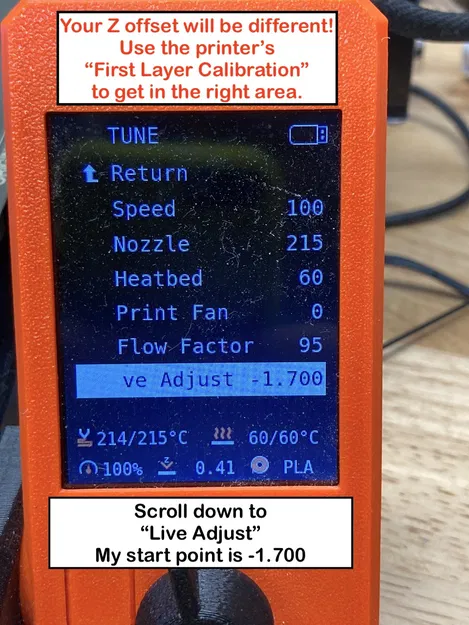 Your Z offset will be different!
Use the printer's
“First Layer Calibration”
to get in the right area.
TUNE
Return
Speed 100
Nozzle 215
Heatbed 60
Print Fan 0
Flow Factor 95
ve Adjust -1.700
214/215°C 60/60°C
100% Z 0.41 PLA
Scroll down to
“Live Adjust”
My start point is -1.700